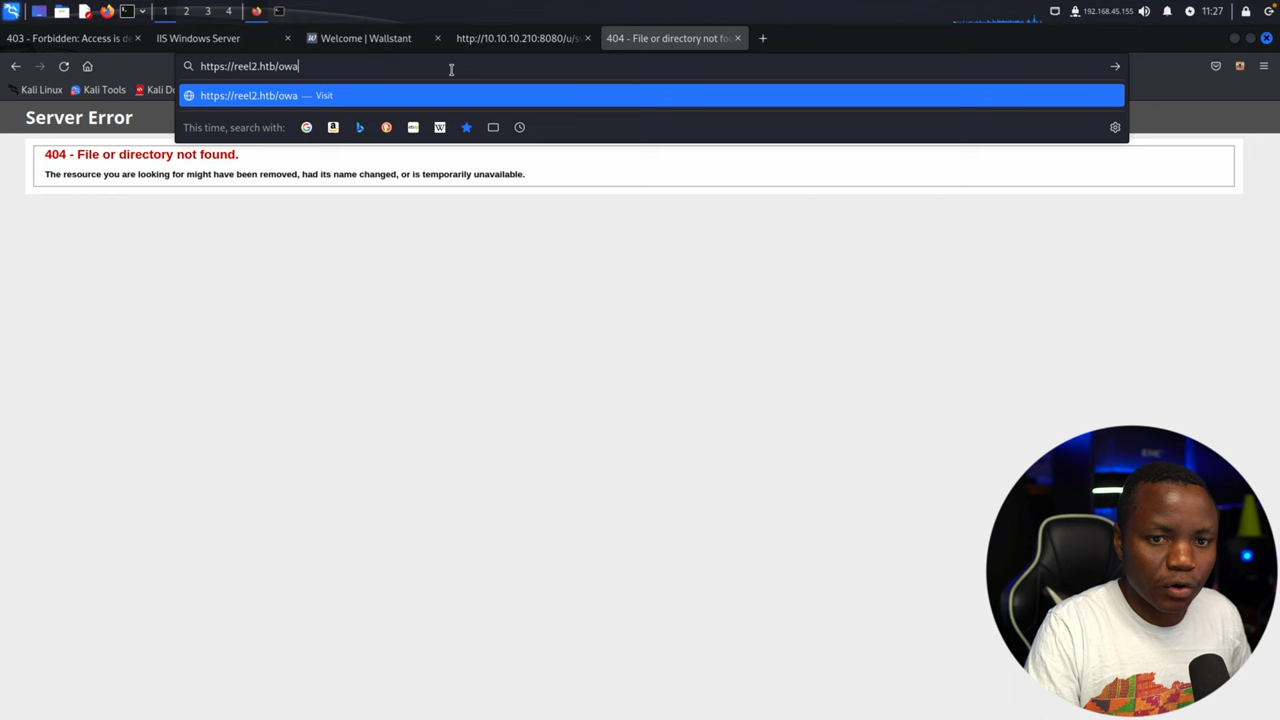 1 2 3 4 192.168.45.155 11:27
403 - Forbidden: Access is de IIS Windows Server Welcome | Wallstant http://10.10.10.210:8080/u/s 404 - File or directory not fo
https://reel2.htb/owa
Kali Linux Kali Tools Kali Do
https://reel2.htb/owa — Visit
This time, search with:
Server Error
404 - File or directory not found.
The resource you are looking for might have been removed, had its name changed, or is temporarily unavailable.